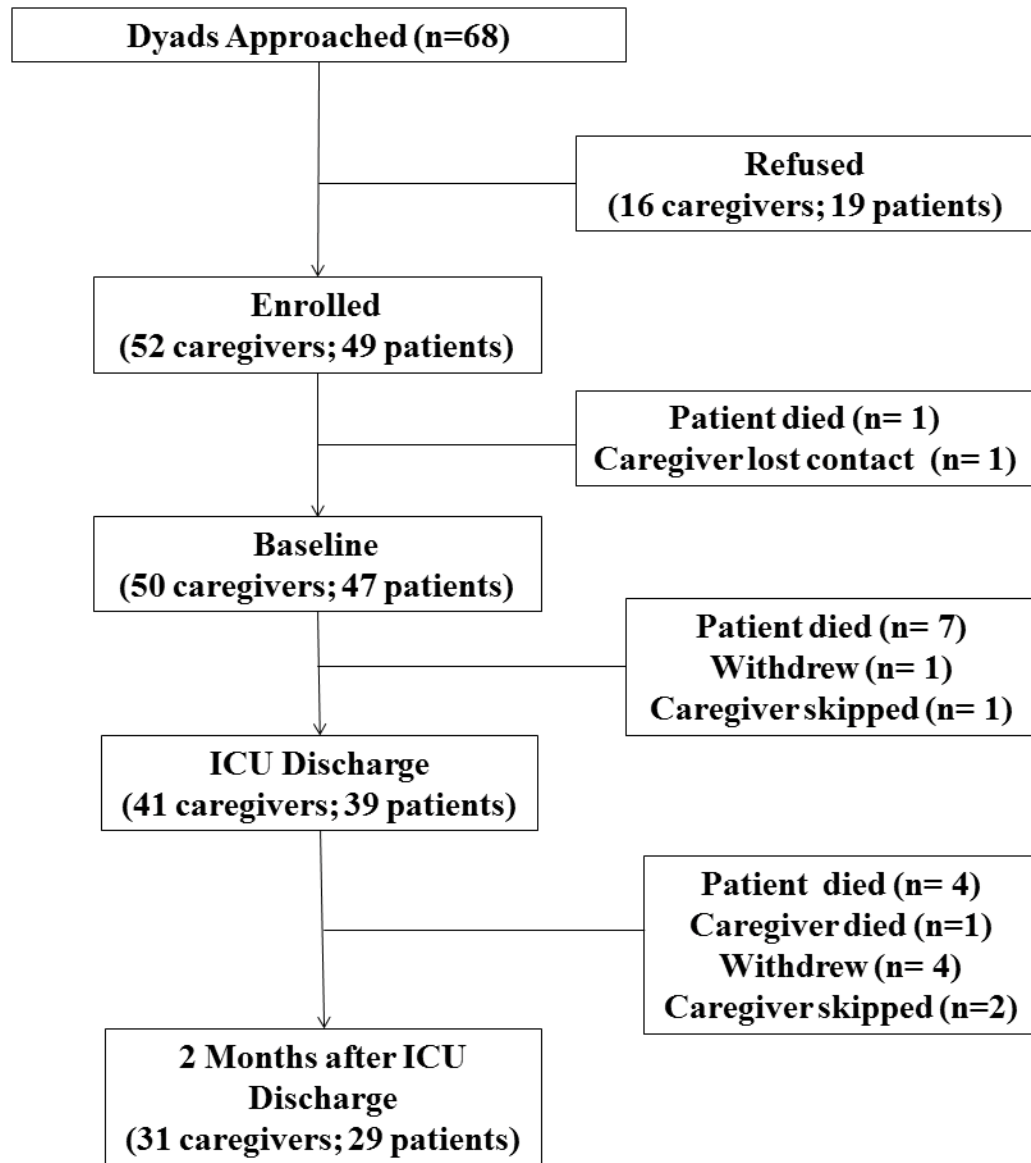 Dyads Approached (n=68)
Refused
(16 caregivers; 19 patients)
Enrolled
(52 caregivers; 49 patients)
Patient died (n= 1)
Caregiver lost contact (n= 1)
Baseline
(50 caregivers; 47 patients)
Patient died (n= 7)
Withdrew (n= 1)
Caregiver skipped (n= 1)
ICU Discharge
(41 caregivers; 39 patients)
Patient died (n= 4)
Caregiver died (n=1)
Withdrew (n= 4)
Caregiver skipped (n=2)
2 Months after ICU
Discharge
(31 caregivers; 29 patients)